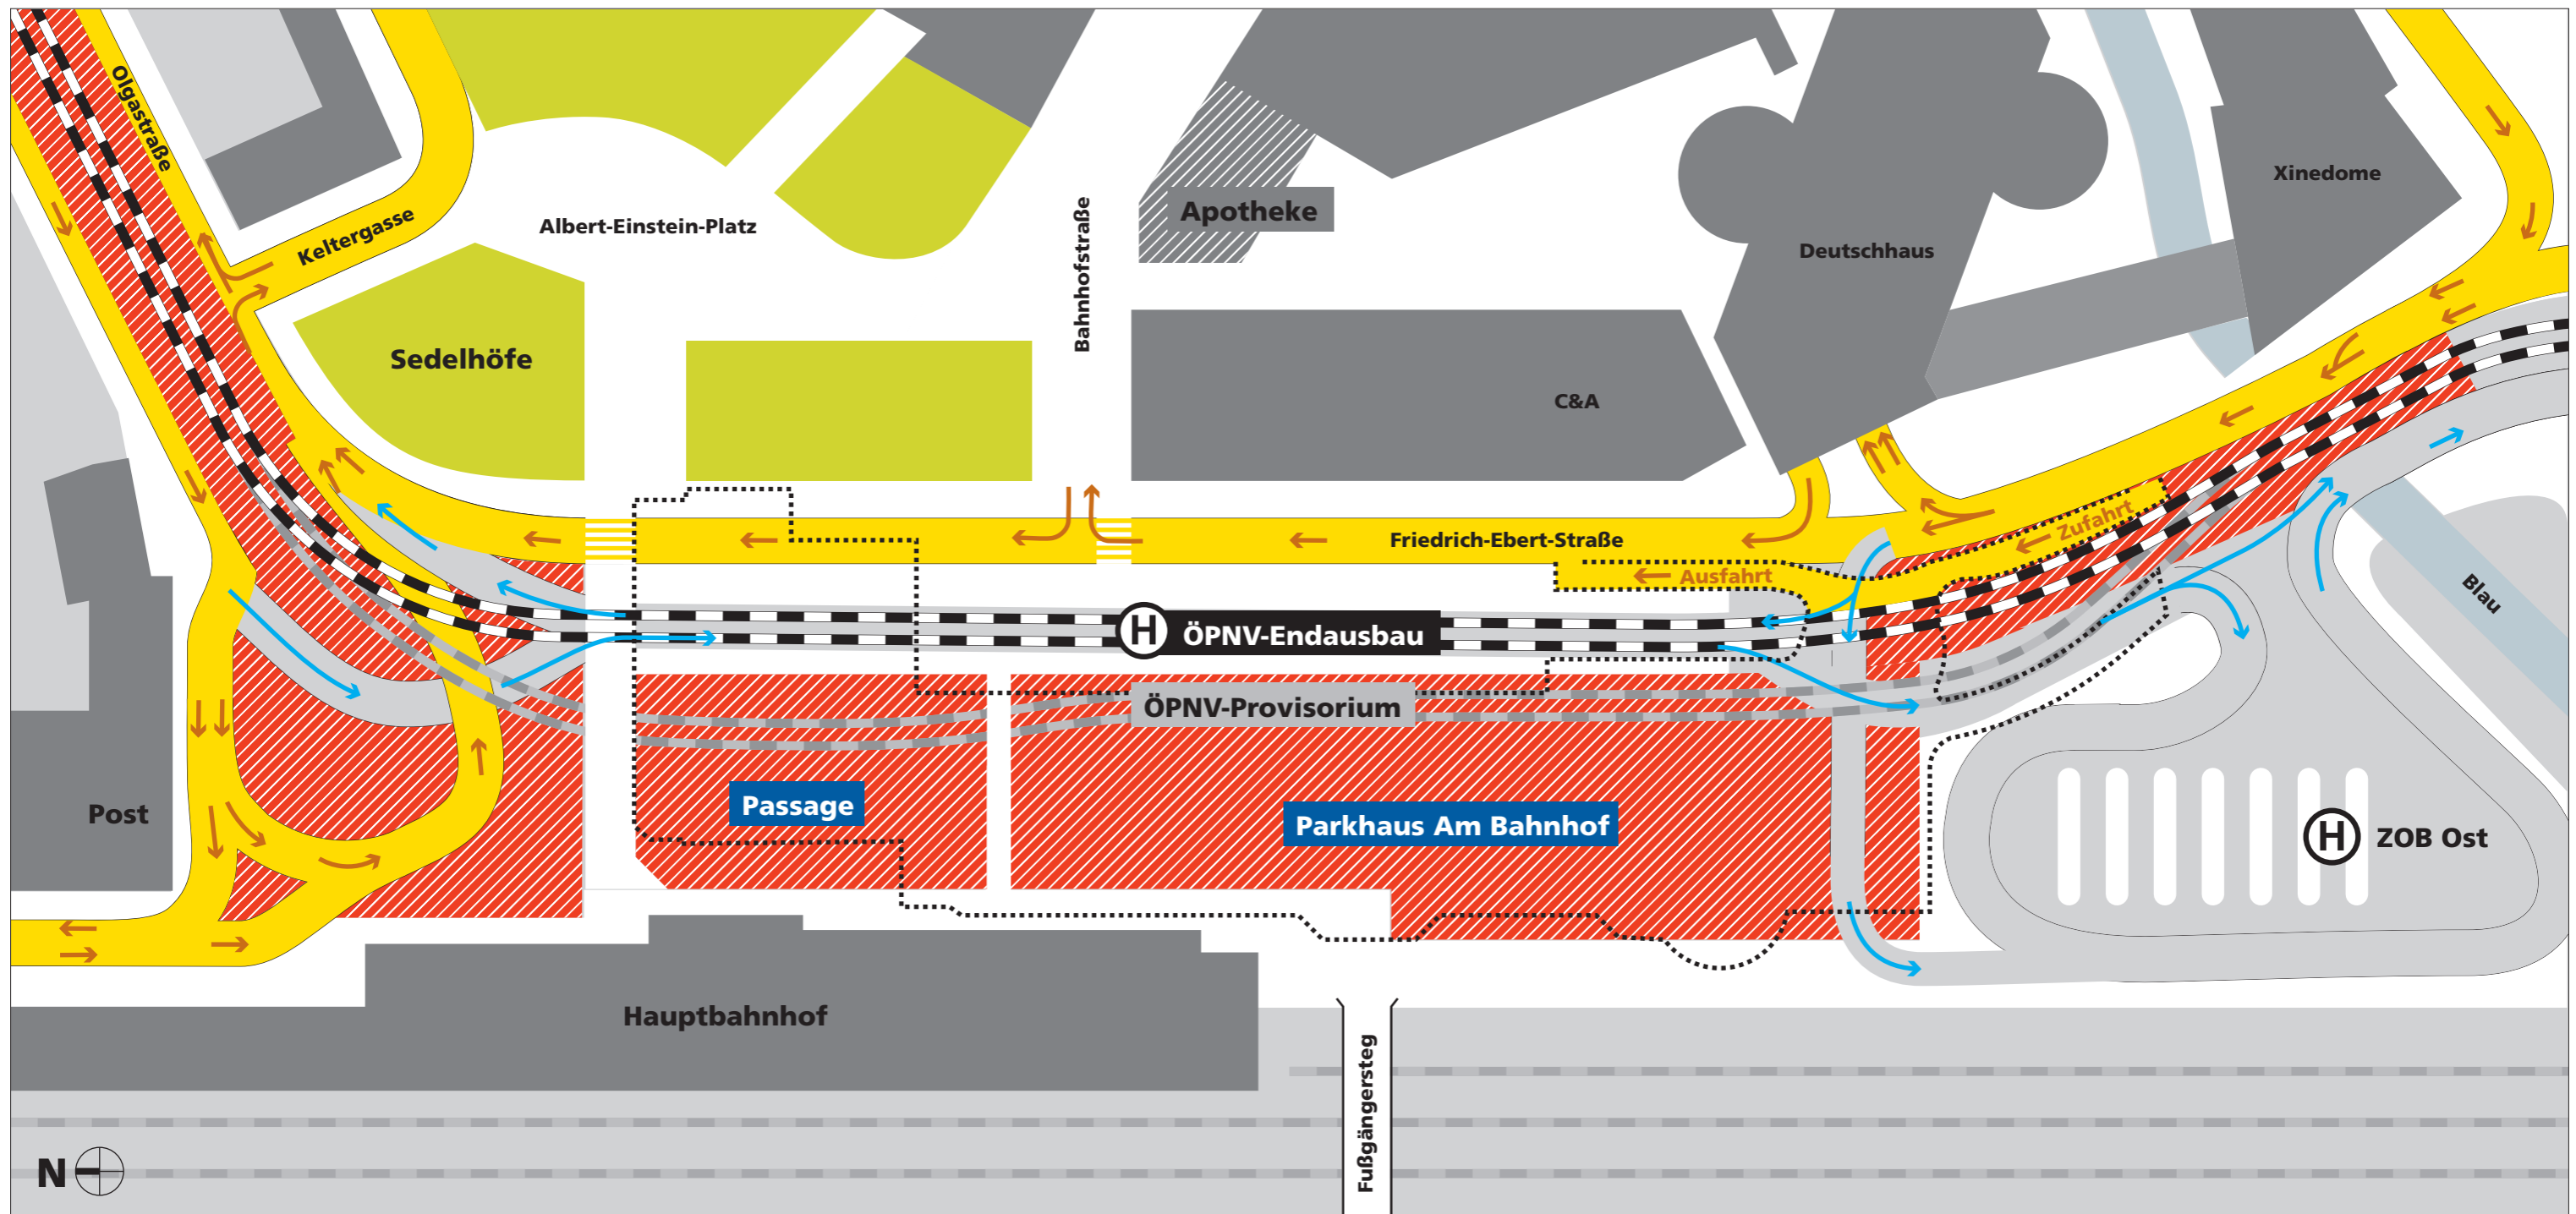 Olgastraße
Keltergasse
Albert-Einstein-Platz
Bahnhofstraße
Apotheke
Deutschhaus
Xinedome
Sedelhöfe
C&A
Friedrich-Ebert-Straße
Zufahrt
Ausfahrt
H ÖPNV-Endausbau
ÖPNV-Provisorium
Blau
Passage
Parkhaus Am Bahnhof
Post
H ZOB Ost
Hauptbahnhof
Fußgängersteg
N